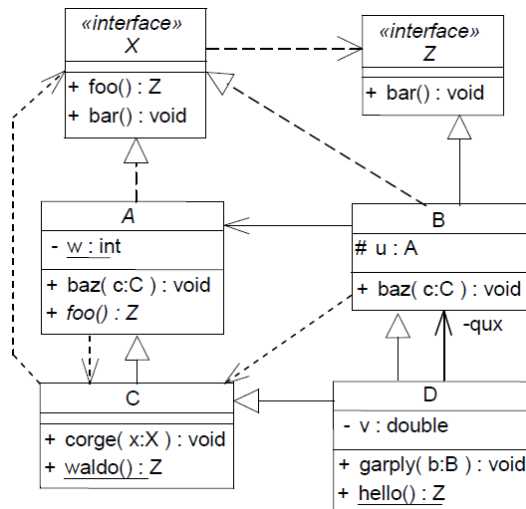 «interface»
X
+ foo() : Z
+ bar() : void
«interface»
Z
+ bar() : void
A
- w : int
+ baz( c:C ) : void
+ foo() : Z
B
# u : A
+ baz( c:C ) : void
-qux
C
+ corge( x:X ) : void
+ waldo() : Z
D
- v : double
+ garply( b:B ) : void
+ hello() : Z